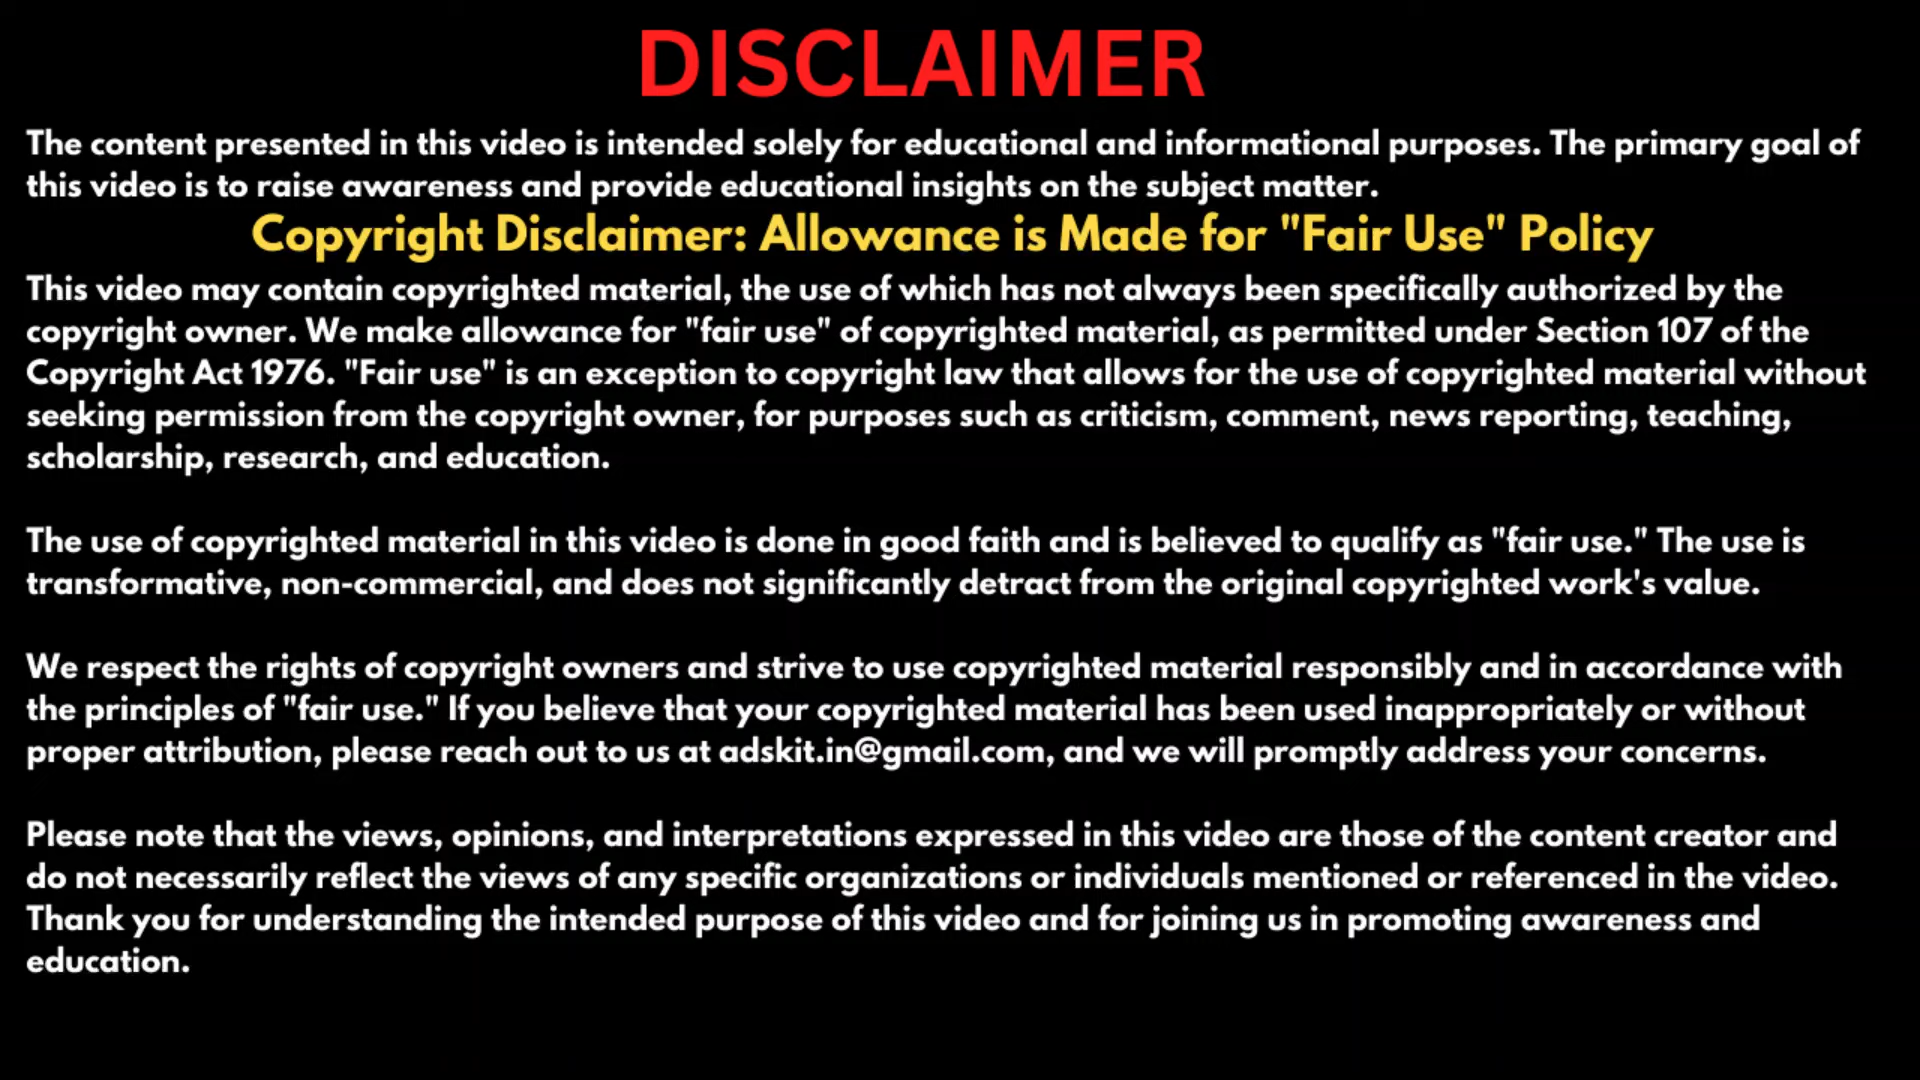 DISCLAIMER
The content presented in this video is intended solely for educational and informational purposes. The primary goal of
this video is to raise awareness and provide educational insights on the subject matter.
Copyright Disclaimer: Allowance is Made for "Fair Use" Policy
This video may contain copyrighted material, the use of which has not always been specifically authorized by the
copyright owner. We make allowance for "fair use" of copyrighted material, as permitted under Section 107 of the
Copyright Act 1976. "Fair use" is an exception to copyright law that allows for the use of copyrighted material without
seeking permission from the copyright owner, for purposes such as criticism, comment, news reporting, teaching,
scholarship, research, and education.
The use of copyrighted material in this video is done in good faith and is believed to qualify as "fair use." The use is
transformative, non-commercial, and does not significantly detract from the original copyrighted work's value.
We respect the rights of copyright owners and strive to use copyrighted material responsibly and in accordance with
the principles of "fair use." If you believe that your copyrighted material has been used inappropriately or without
proper attribution, please reach out to us at adskit.in@gmail.com, and we will promptly address your concerns.
Please note that the views, opinions, and interpretations expressed in this video are those of the content creator and
do not necessarily reflect the views of any specific organizations or individuals mentioned or referenced in the video.
Thank you for understanding the intended purpose of this video and for joining us in promoting awareness and
education.